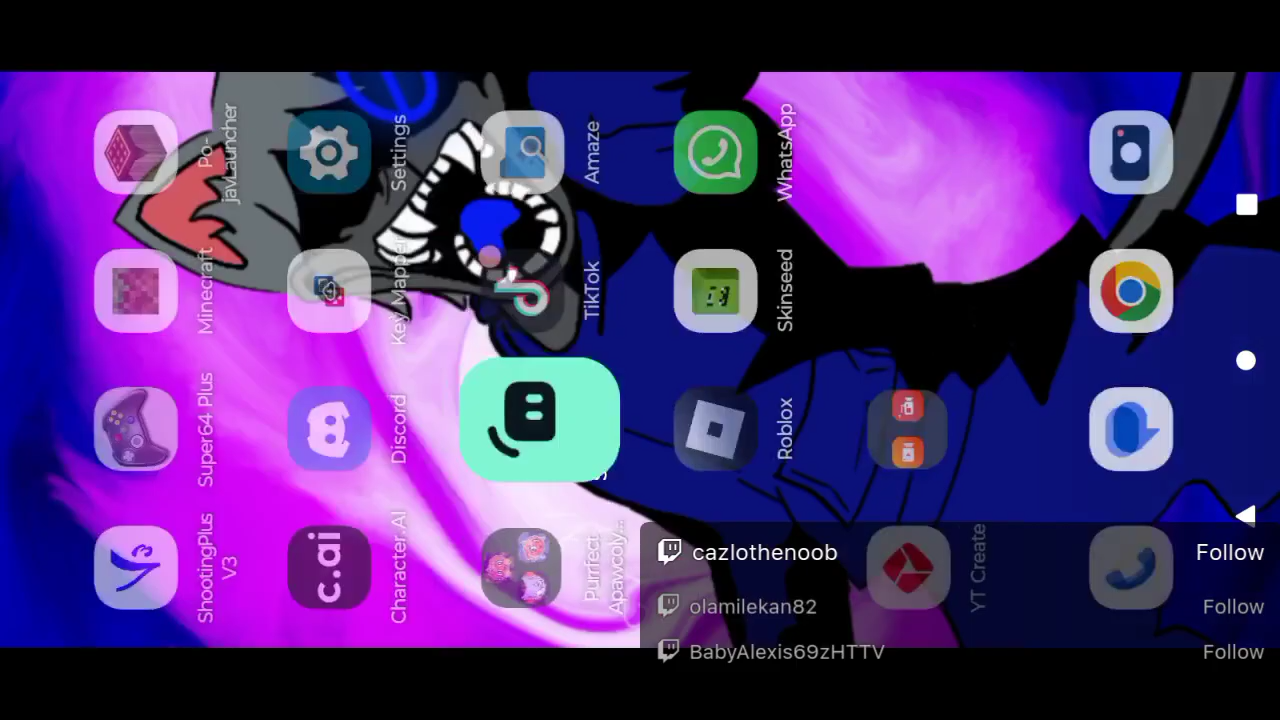 Po-
javLauncher
Settings
Amaze
WhatsApp
Minecraft
Key Mapper
TikTok
Skinseed
Super64 Plus
Discord
Roblox
ShootingPlus
V3
c.ai
Character.AI
Purrfect
Apawcoly...
YT Create
cazlothenoob Follow
olamilekan82 Follow
BabyAlexis69zHTTV Follow